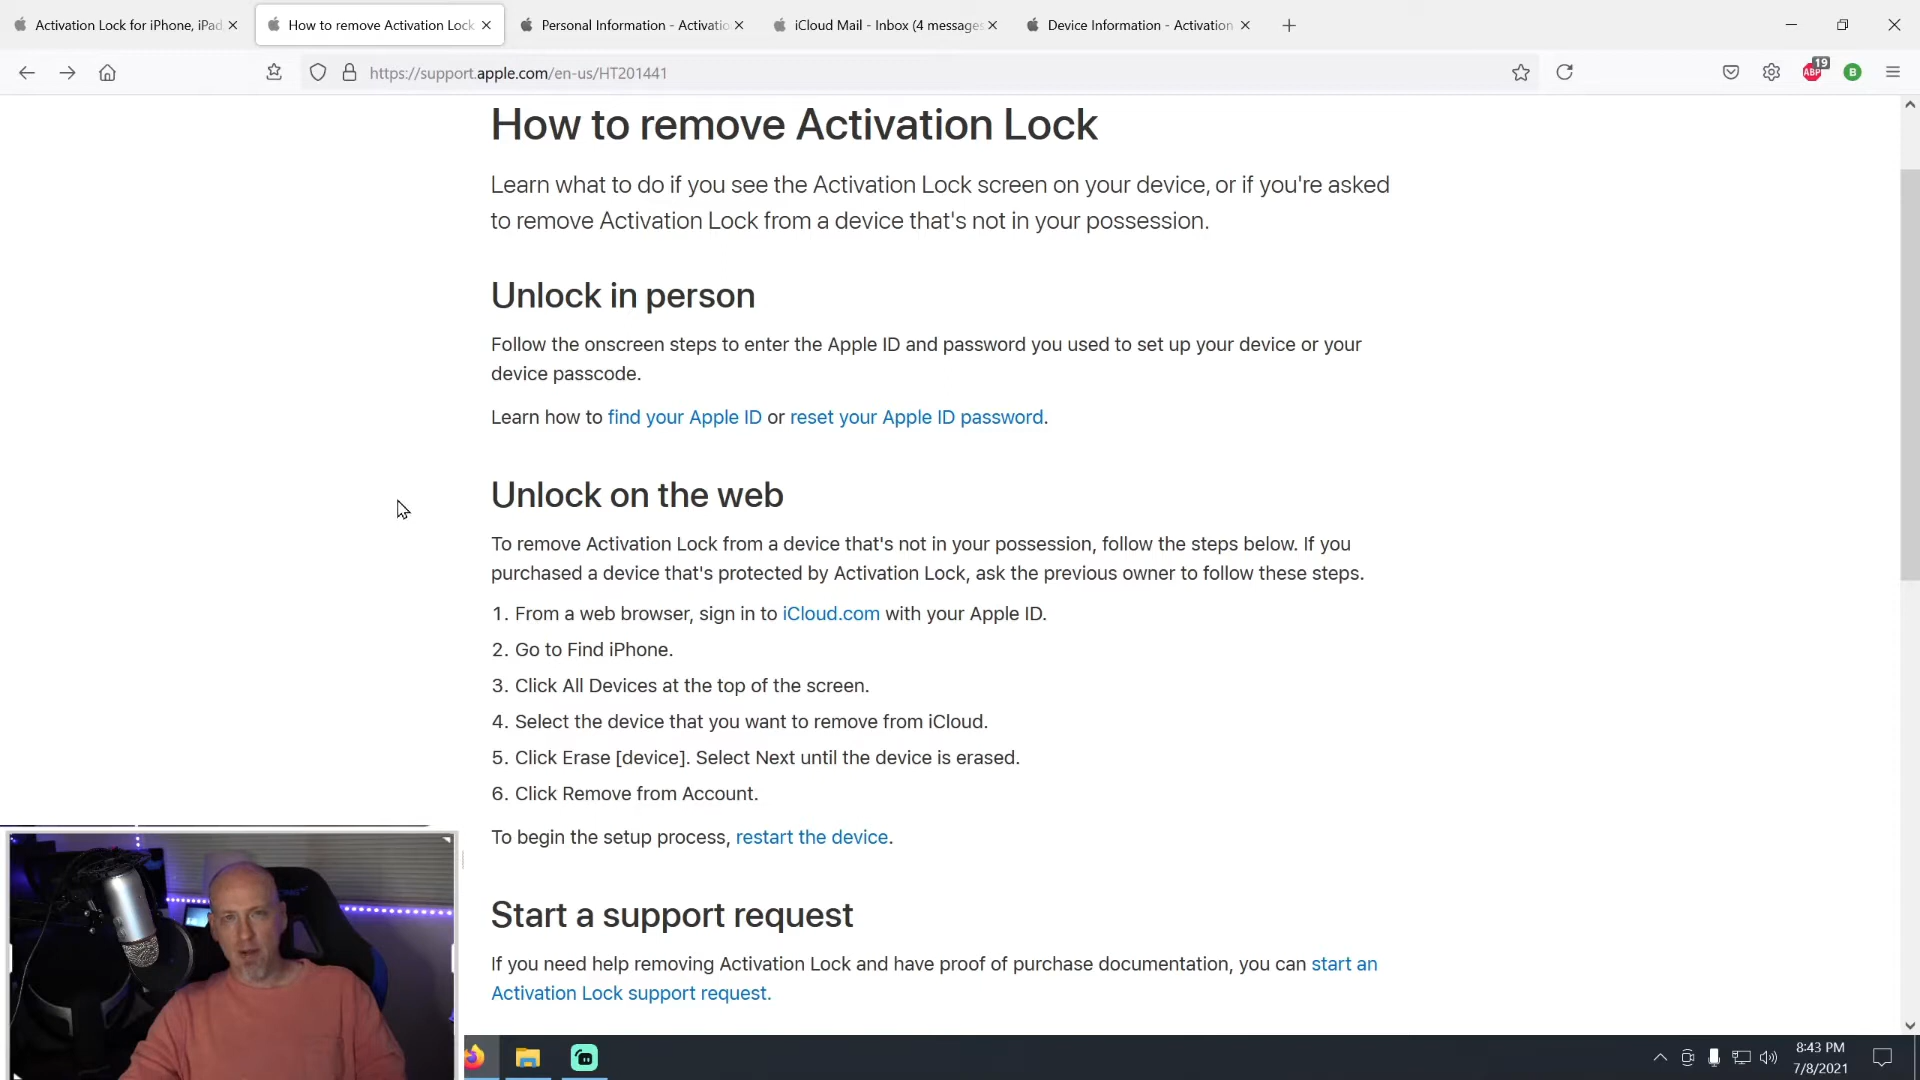 Activation Lock for iPhone, iPad
How to remove Activation Lock
Personal Information - Activatio
iCloud Mail - Inbox (4 messages
Device Information - Activation
https://support.apple.com/en-us/HT201441
ABP
19
B
How to remove Activation Lock
Learn what to do if you see the Activation Lock screen on your device, or if you're asked
to remove Activation Lock from a device that's not in your possession.
Unlock in person
Follow the onscreen steps to enter the Apple ID and password you used to set up your device or your
device passcode.
Learn how to find your Apple ID or reset your Apple ID password.
Unlock on the web
To remove Activation Lock from a device that's not in your possession, follow the steps below. If you
purchased a device that's protected by Activation Lock, ask the previous owner to follow these steps.
1. From a web browser, sign in to iCloud.com with your Apple ID.
2. Go to Find iPhone.
3. Click All Devices at the top of the screen.
4. Select the device that you want to remove from iCloud.
5. Click Erase [device]. Select Next until the device is erased.
6. Click Remove from Account.
To begin the setup process, restart the device.
Start a support request
If you need help removing Activation Lock and have proof of purchase documentation, you can start an
Activation Lock support request.
8:43 PM
7/8/2021